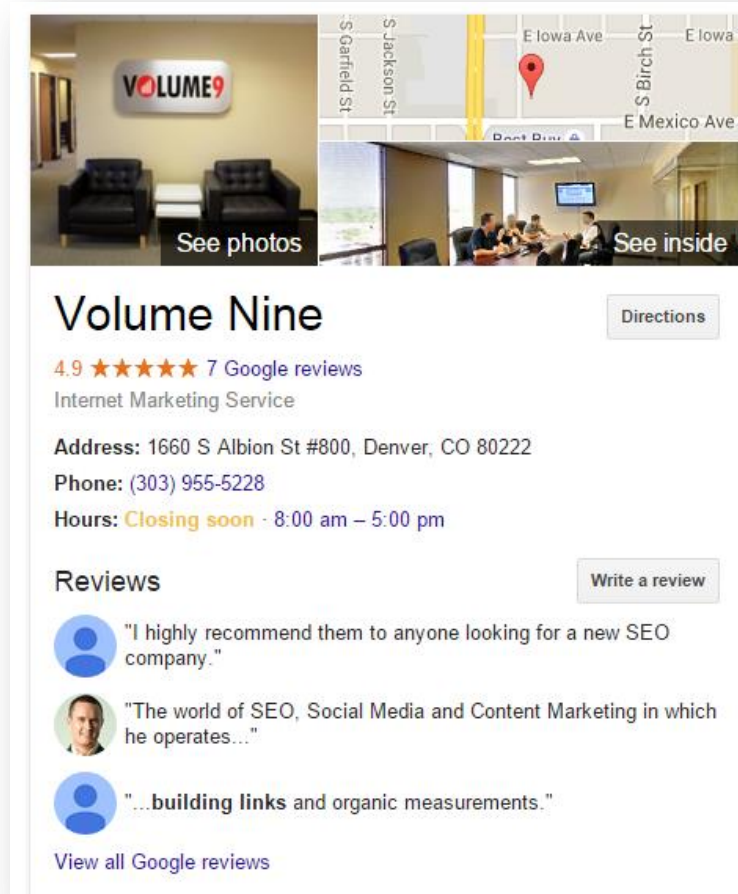 VOLUME9
See photos
S Garfield St
S Jackson St
E Iowa Ave
S Birch St
E Iowa
E Mexico Ave
Best Buy
See inside
Volume Nine
Directions
4.9 ★★★★★ 7 Google reviews
Internet Marketing Service
Address: 1660 S Albion St #800, Denver, CO 80222
Phone: (303) 955-5228
Hours: Closing soon · 8:00 am – 5:00 pm
Reviews
Write a review
"I highly recommend them to anyone looking for a new SEO
company."
"The world of SEO, Social Media and Content Marketing in which
he operates..."
"...building links and organic measurements."
View all Google reviews